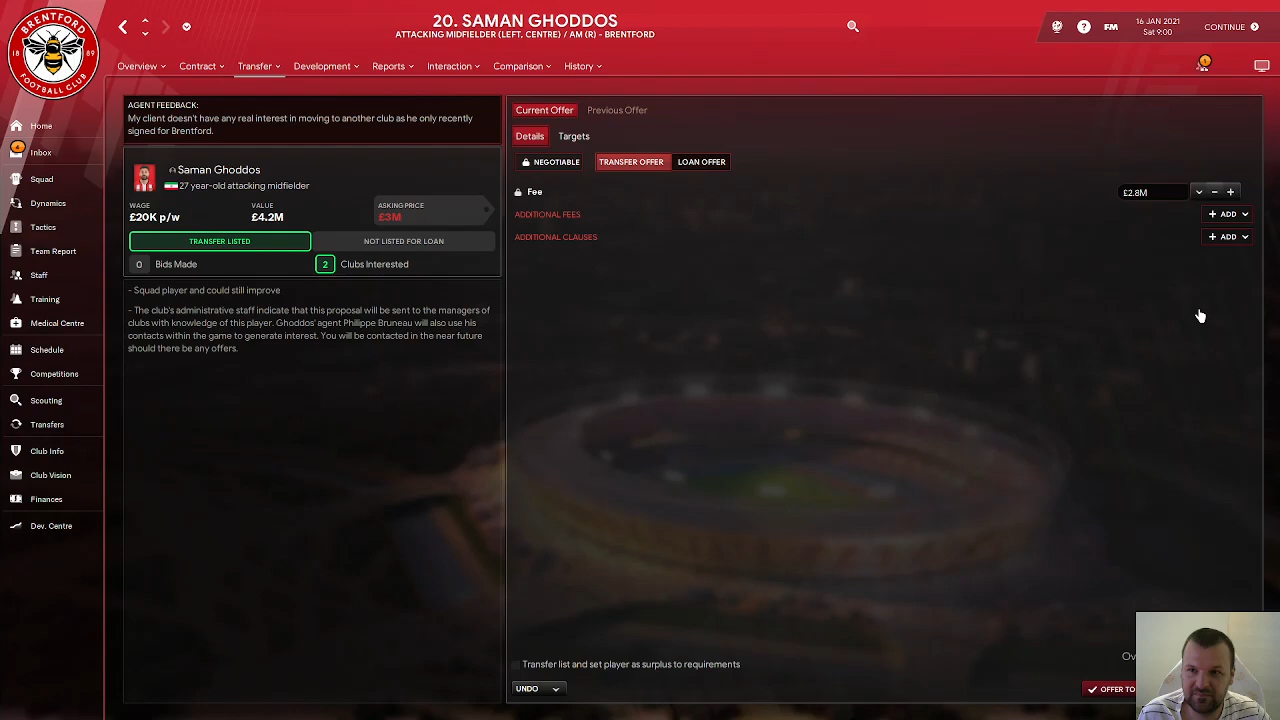 BRENTFORD
18 89
FOOTBALL CLUB
20. SAMAN GHODDOS
ATTACKING MIDFIELDER (LEFT, CENTRE) / AM (R) - BRENTFORD
FM
16 JAN 2021
Sat 9:00
CONTINUE
Overview
Contract
Transfer
Development
Reports
Interaction
Comparison
History
Home
Inbox
Squad
Dynamics
Tactics
Team Report
Staff
Training
Medical Centre
Schedule
Competitions
Scouting
Transfers
Club Info
Club Vision
Finances
Dev. Centre
AGENT FEEDBACK:
My client doesn't have any real interest in moving to another club as he only recently
signed for Brentford.
Saman Ghoddos
27 year-old attacking midfielder
WAGE VALUE ASKING PRICE
£20K p/w £4.2M £3M
TRANSFER LISTED NOT LISTED FOR LOAN
0 Bids Made 2 Clubs Interested
- Squad player and could still improve
- The club's administrative staff indicate that this proposal will be sent to the managers of
clubs with knowledge of this player. Ghoddos' agent Philippe Bruneau will also use his
contacts within the game to generate interest. You will be contacted in the near future
should there be any offers.
Current Offer Previous Offer
Details Targets
NEGOTIABLE TRANSFER OFFER LOAN OFFER
Fee £2.8M
ADDITIONAL FEES ADD
ADDITIONAL CLAUSES ADD
Transfer list and set player as surplus to requirements
UNDO
OFFER TO